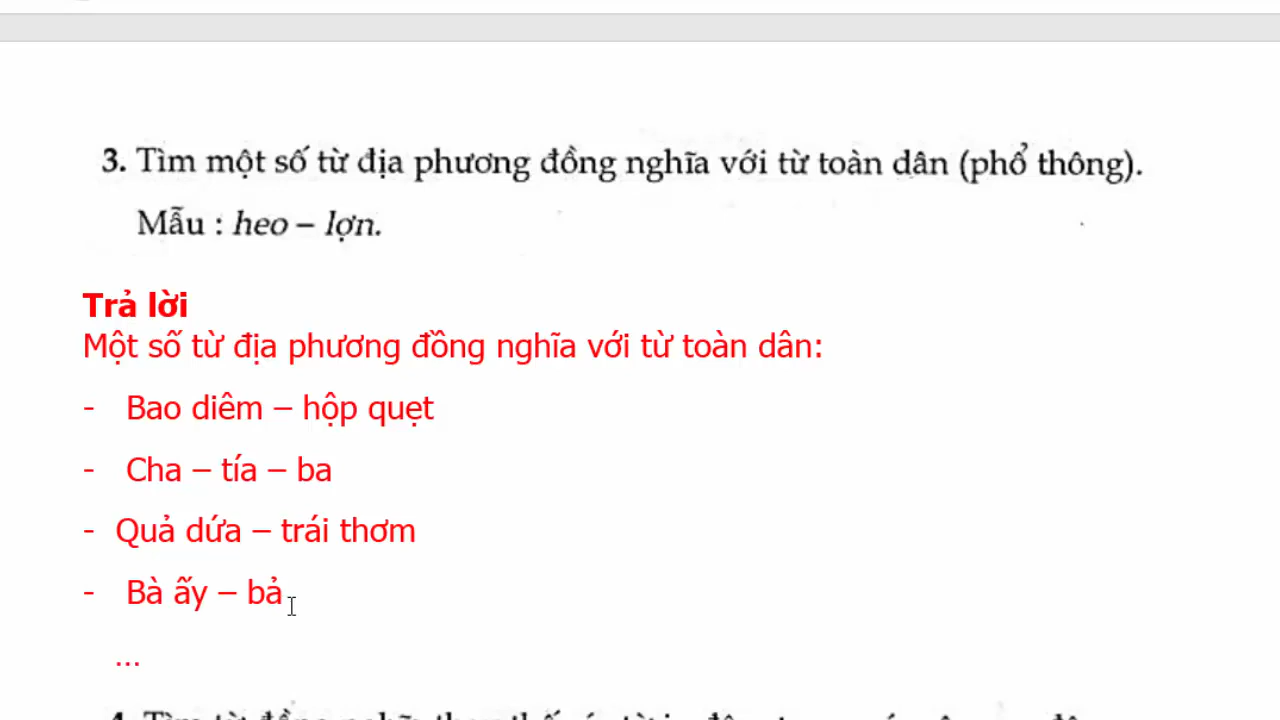 3. Tìm một số từ địa phương đồng nghĩa với từ toàn dân (phổ thông).
Mẫu : heo – lợn.
Trả lời
Một số từ địa phương đồng nghĩa với từ toàn dân:
- Bao diêm – hộp quẹt
- Cha – tía – ba
- Quả dứa – trái thơm
- Bà ấy – bả
...